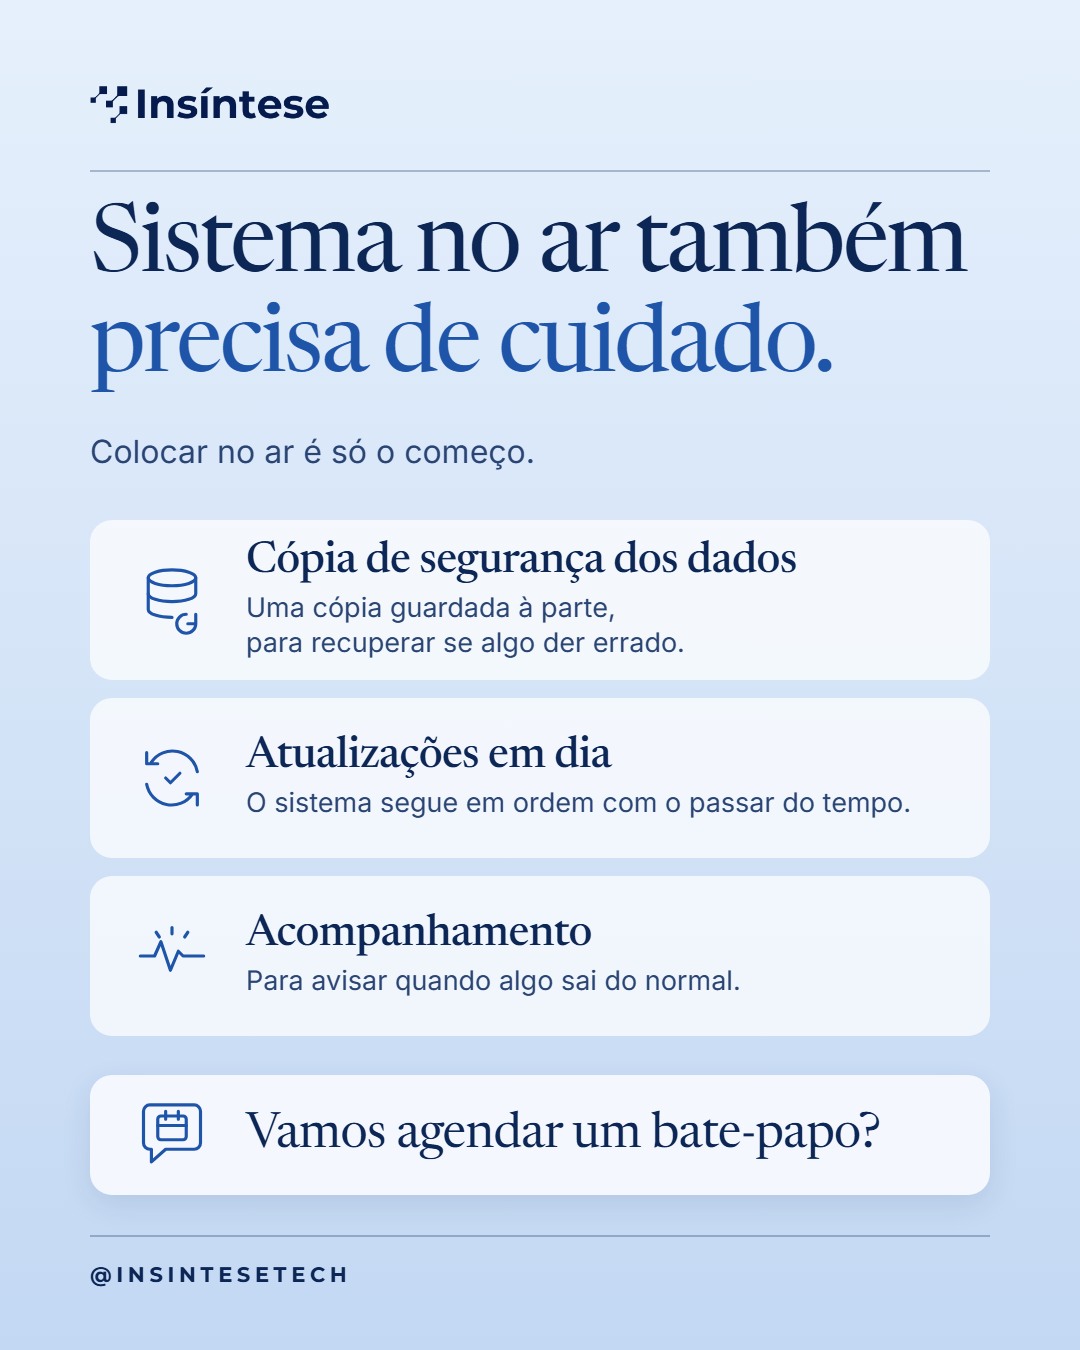 Insíntese
Sistema no ar também
precisa de cuidado.
Colocar no ar é só o começo.
Cópia de segurança dos dados
Uma cópia guardada à parte,
para recuperar se algo der errado.
Atualizações em dia
O sistema segue em ordem com o passar do tempo.
Acompanhamento
Para avisar quando algo sai do normal.
Vamos agendar um bate-papo?
@INSINTESETECH